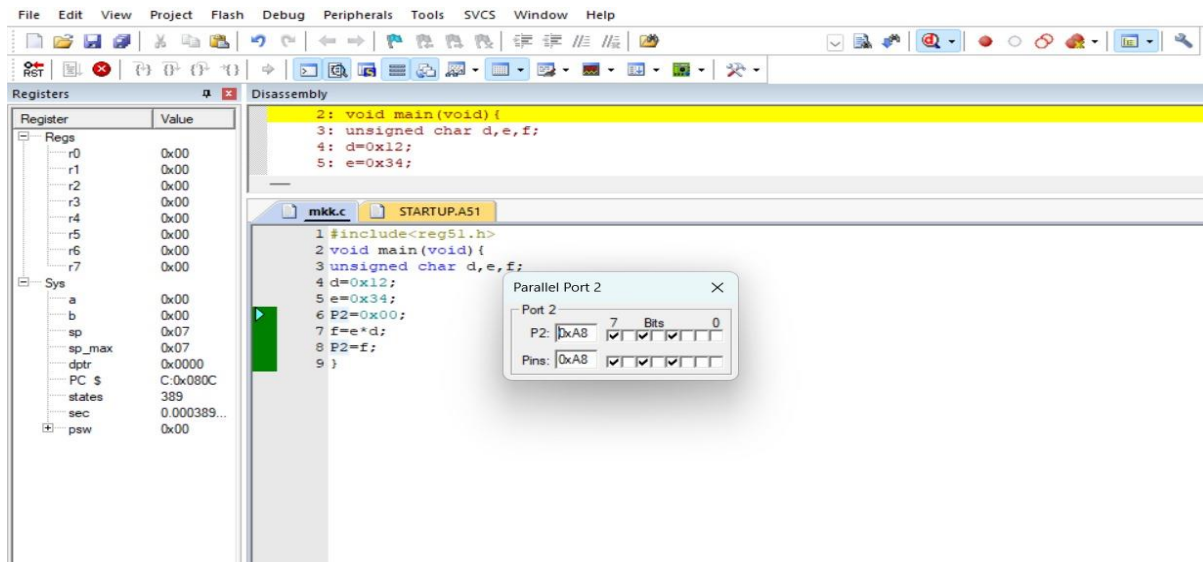 File Edit View Project Flash Debug Peripherals Tools SVCS Window Help
RST
Registers
Register Value
Regs
r0 0x00
r1 0x00
r2 0x00
r3 0x00
r4 0x00
r5 0x00
r6 0x00
r7 0x00
Sys
a 0x00
b 0x00
sp 0x07
sp_max 0x07
dptr 0x0000
PC $ C:0x080C
states 389
sec 0.000389...
psw 0x00
Disassembly
2: void main(void){
3: unsigned char d,e,f;
4: d=0x12;
5: e=0x34;
mkk.c STARTUP.A51
1 #include<reg51.h>
2 void main(void){
3 unsigned char d,e,f;
4 d=0x12;
5 e=0x34;
6 P2=0x00;
7 f=e*d;
8 P2=f;
9 }
Parallel Port 2
Port 2
7 Bits 0
P2: 0xA8
Pins: 0xA8